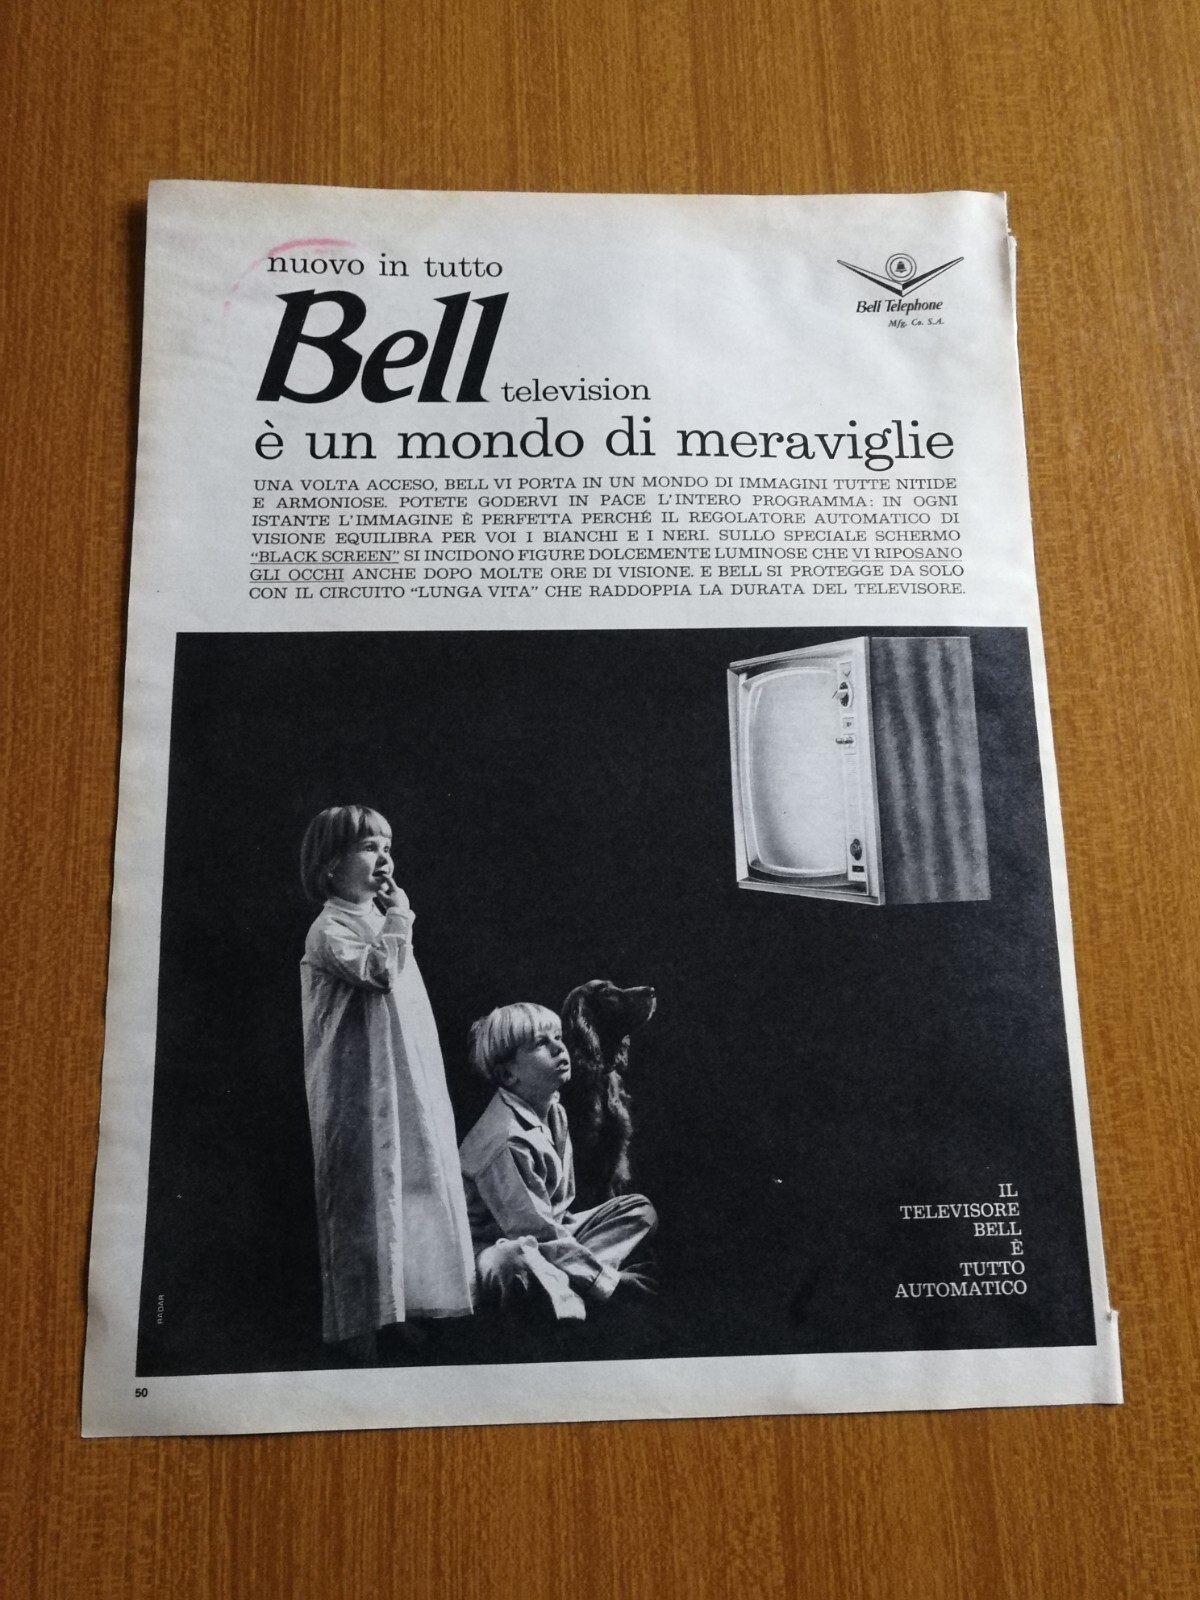 nuovo in tutto
Bell television
è un mondo di meraviglie
Bell Telephone
Mfg. Co. S.A.
UNA VOLTA ACCESO, BELL VI PORTA IN UN MONDO DI IMMAGINI TUTTE NITIDE
E ARMONIOSE. POTETE GODERVI IN PACE L'INTERO PROGRAMMA: IN OGNI
ISTANTE L'IMMAGINE È PERFETTA PERCHÉ IL REGOLATORE AUTOMATICO DI
VISIONE EQUILIBRA PER VOI I BIANCHI E I NERI. SULLO SPECIALE SCHERMO
“BLACK SCREEN” SI INCIDONO FIGURE DOLCEMENTE LUMINOSE CHE VI RIPOSANO
GLI OCCHI ANCHE DOPO MOLTE ORE DI VISIONE. E BELL SI PROTEGGE DA SOLO
CON IL CIRCUITO “LUNGA VITA” CHE RADDOPPIA LA DURATA DEL TELEVISORE.
IL
TELEVISORE
BELL
È
TUTTO
AUTOMATICO
RADAR
50